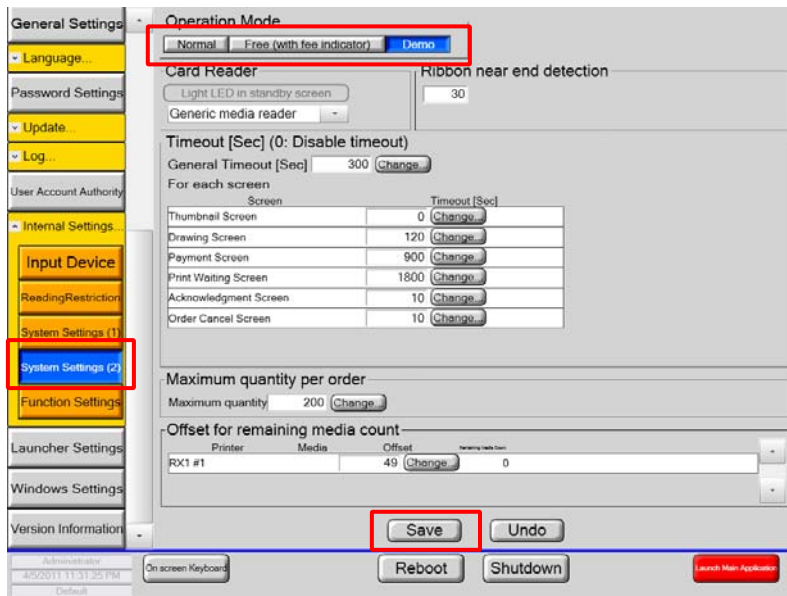 General Settings
Language...
Password Settings
Update...
Log...
User Account Authority
Internal Settings...
Input Device
ReadingRestriction
System Settings (1)
System Settings (2)
Function Settings
Launcher Settings
Windows Settings
Version Information
Operation Mode
Normal Free (with fee indicator) Demo
Card Reader
Light LED in standby screen
Generic media reader
Ribbon near end detection
30
Timeout [Sec] (0: Disable timeout)
General Timeout [Sec] 300 Change...
For each screen
Screen Timeout [Sec]
Thumbnail Screen 0 Change...
Drawing Screen 120 Change...
Payment Screen 900 Change...
Print Waiting Screen 1800 Change...
Acknowledgment Screen 10 Change...
Order Cancel Screen 10 Change...
Maximum quantity per order
Maximum quantity 200 Change...
Offset for remaining media count
Printer Media Offset Remaining Media Count
RX1 #1 49 Change... 0
Save Undo
Administrator
4/5/2011 11:31:25 PM
Default
On screen Keyboard
Reboot Shutdown
Launch Main Application